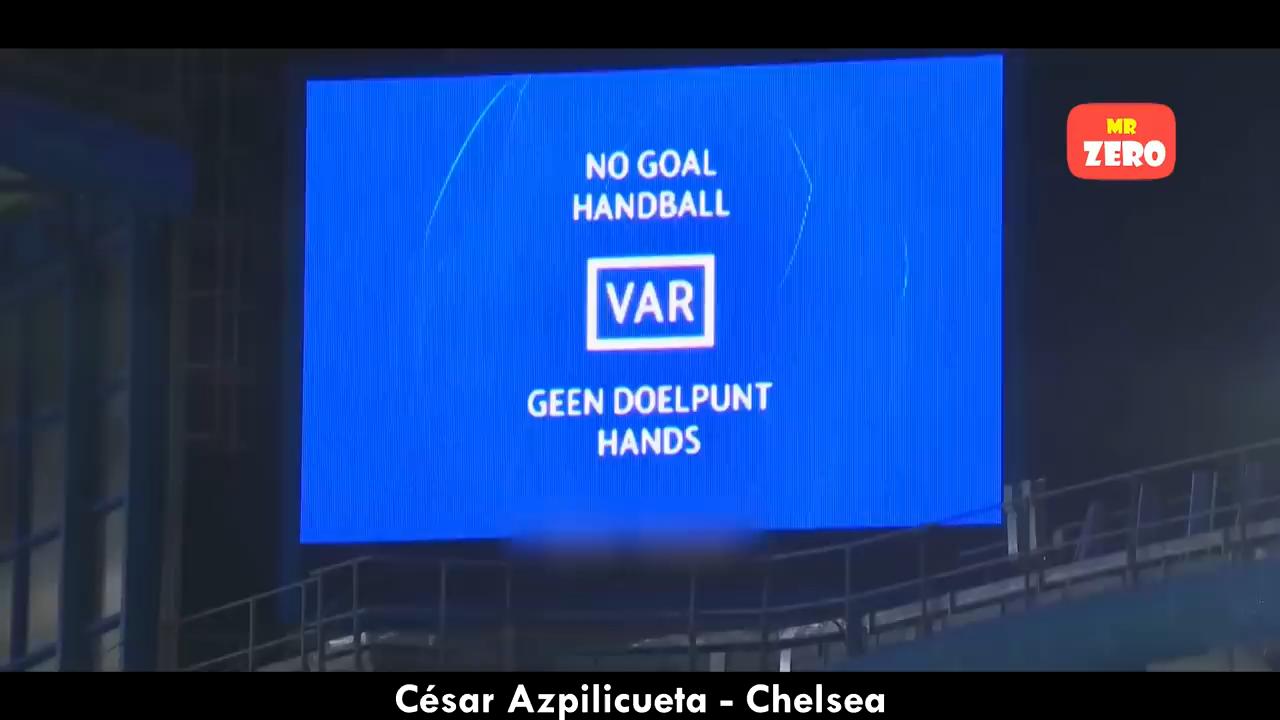 NO GOAL
HANDBALL
MR
ZERO
VAR
GEEN DOELPUNT
HANDS
César Azpilicueta - Chelsea